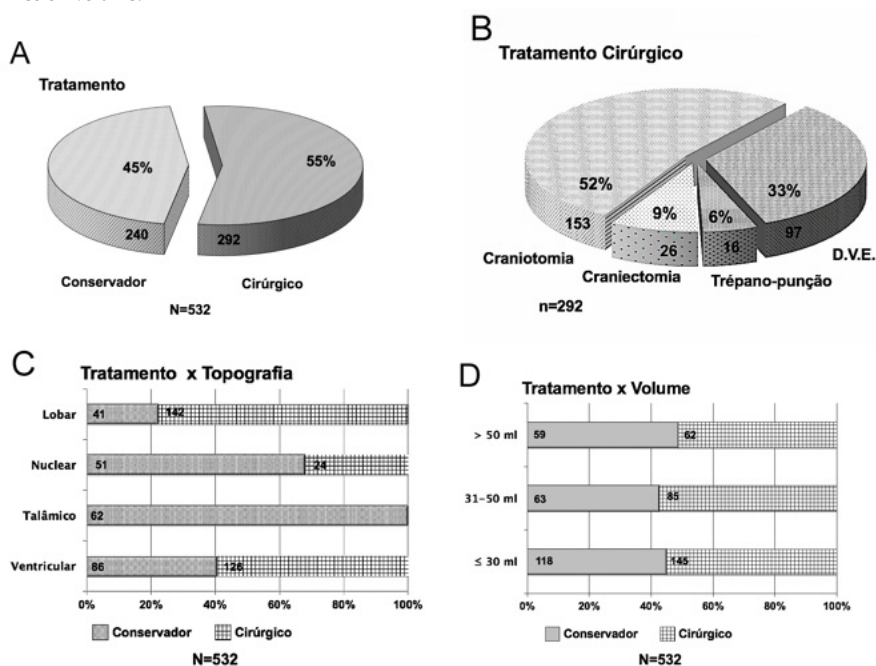 A
Tratamento
45%
55%
240
292
Conservador
Cirúrgico
N=532
B
Tratamento Cirúrgico
52%
33%
9%
6%
153
26
16
97
D.V.E.
Craniotomia
Craniectomia
Trépano-punção
n=292
C
Tratamento x Topografia
Lobar
41
142
Nuclear
51
24
Talâmico
62
Ventricular
86
126
0%
20%
40%
60%
80%
100%
Conservador
Cirúrgico
N=532
D
Tratamento x Volume
> 50 ml
59
62
31-50 ml
63
85
≤ 30 ml
118
145
0%
20%
40%
60%
80%
100%
Conservador
Cirúrgico
N=532